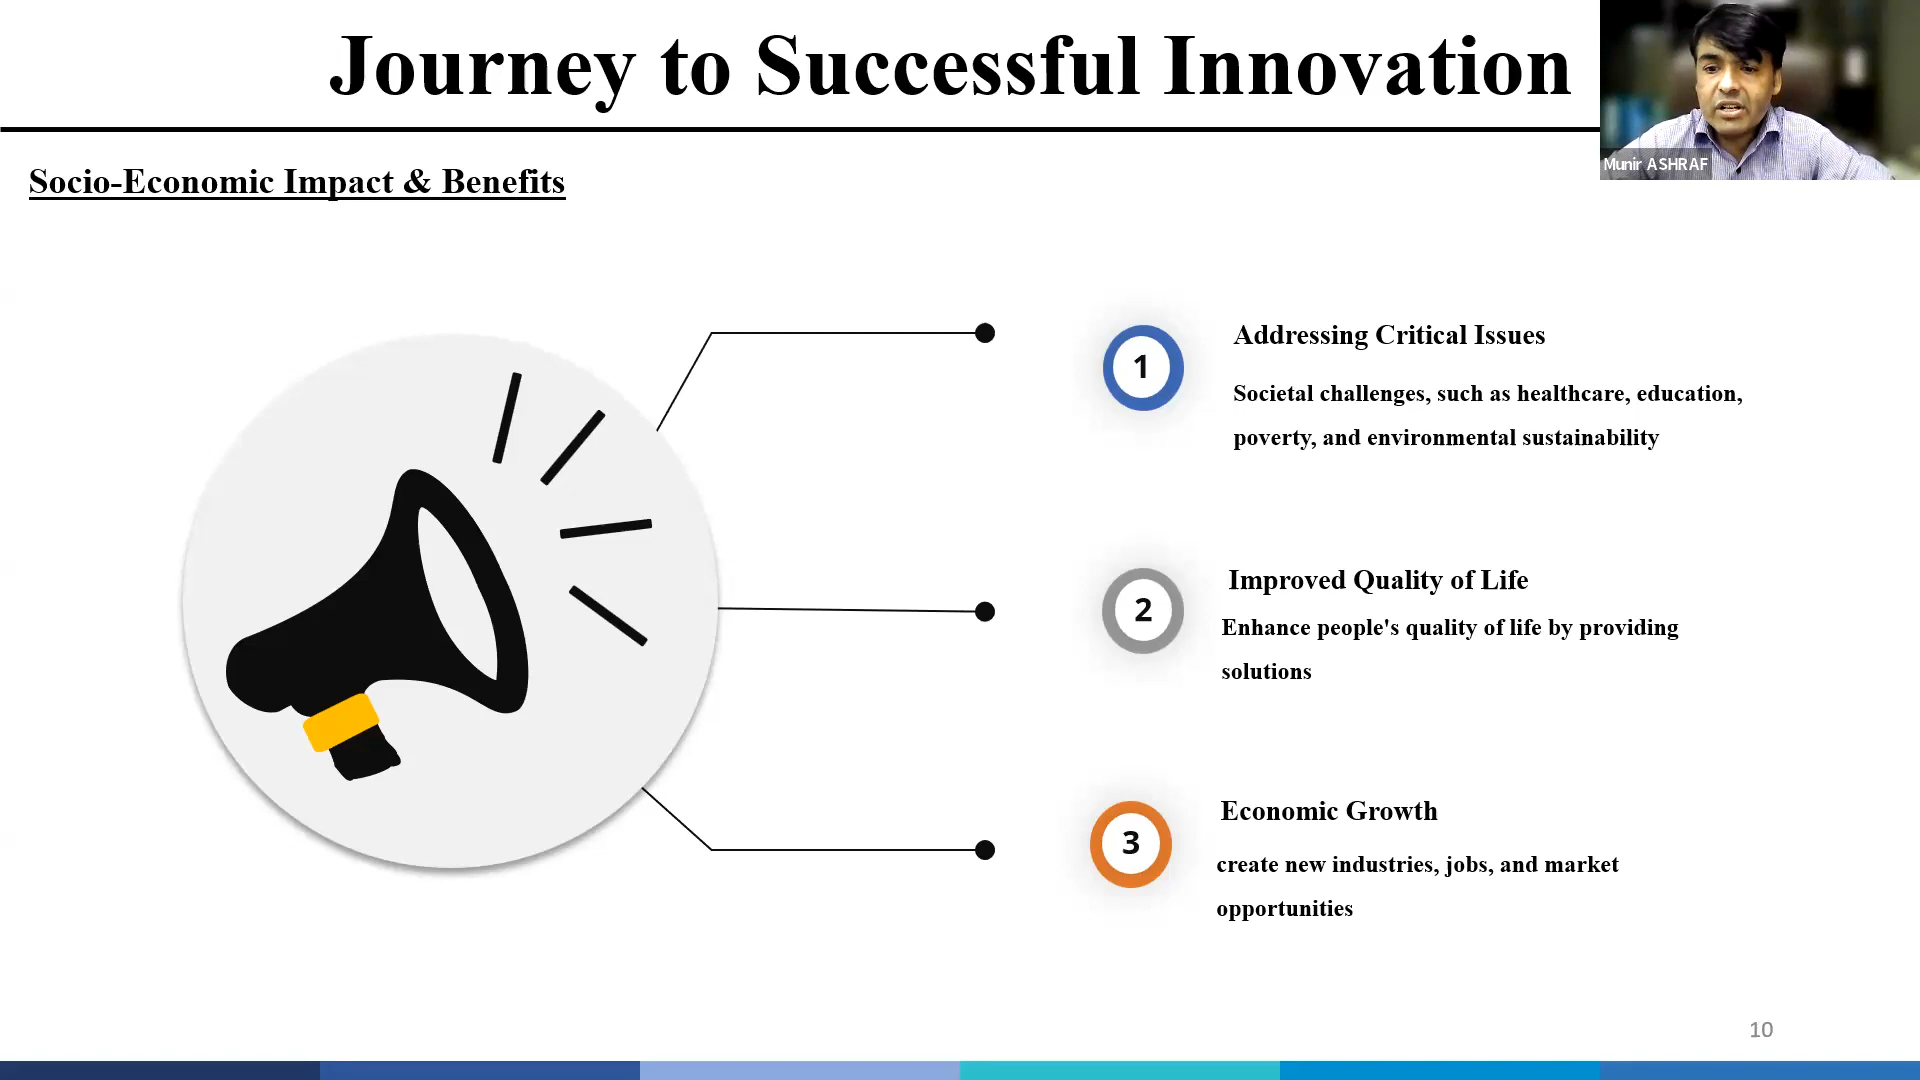 Journey to Successful Innovation
Munir ASHRAF
Socio-Economic Impact & Benefits
1
Addressing Critical Issues
Societal challenges, such as healthcare, education,
poverty, and environmental sustainability
2
Improved Quality of Life
Enhance people's quality of life by providing
solutions
3
Economic Growth
create new industries, jobs, and market
opportunities
10